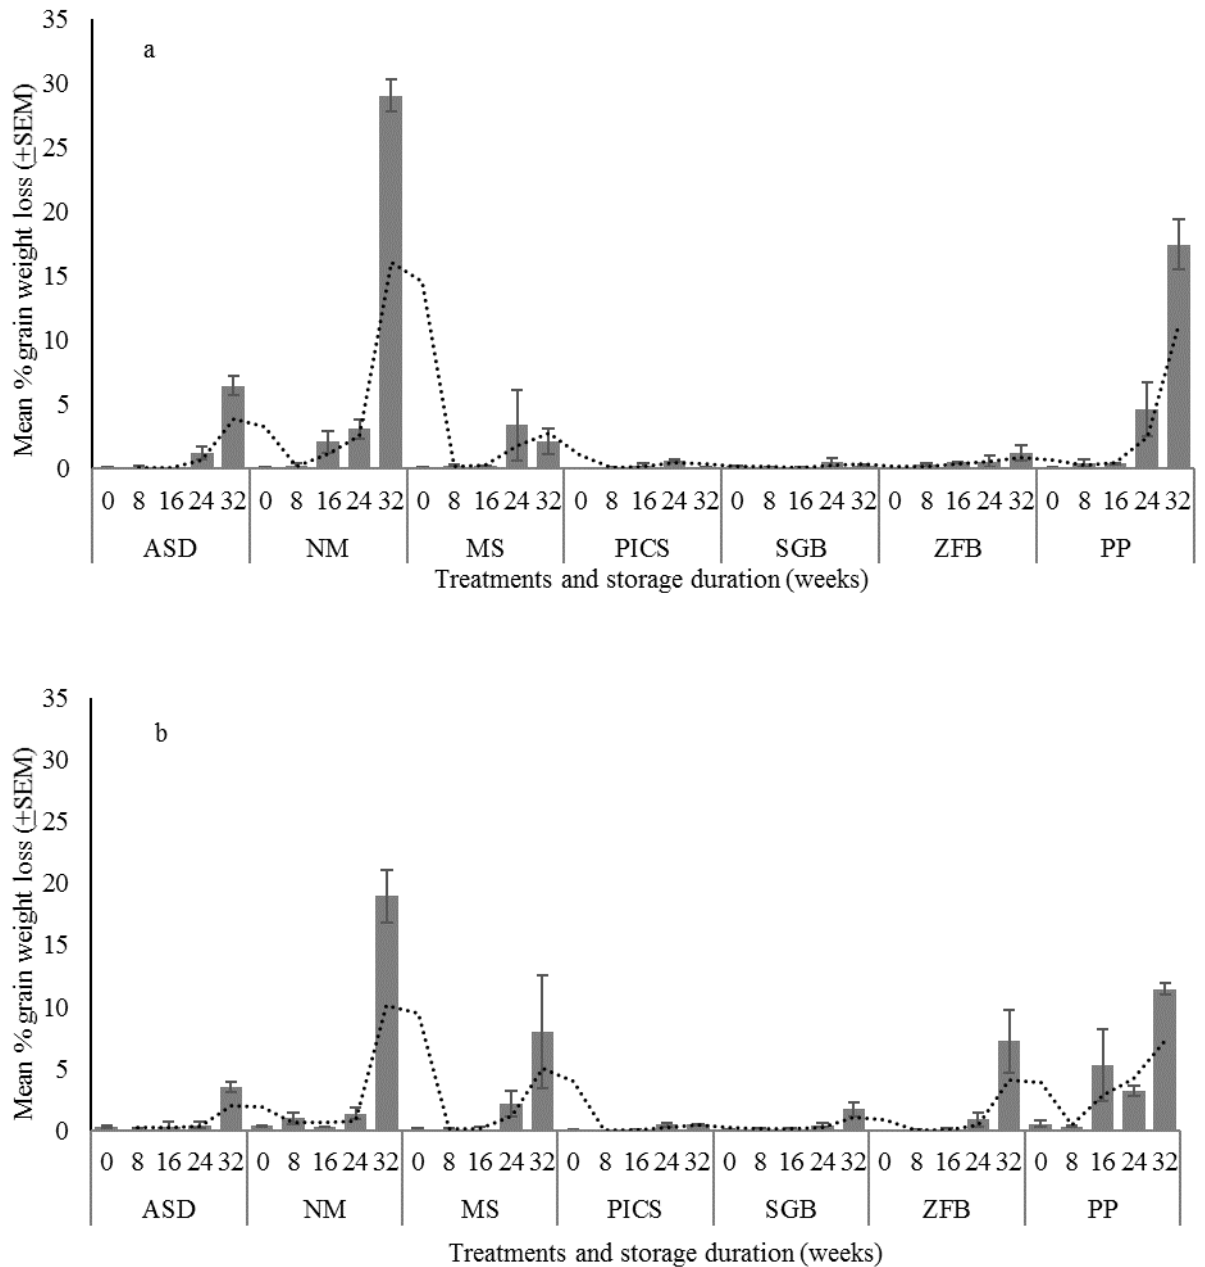 35
a
30
25
20
15
10
5
0
Mean % grain weight loss (±SEM)
0 8 16 24 32 0 8 16 24 32 0 8 16 24 32 0 8 16 24 32 0 8 16 24 32 0 8 16 24 32 0 8 16 24 32
ASD NM MS PICS SGB ZFB PP
Treatments and storage duration (weeks)
35
b
30
25
20
15
10
5
0
Mean % grain weight loss (±SEM)
0 8 16 24 32 0 8 16 24 32 0 8 16 24 32 0 8 16 24 32 0 8 16 24 32 0 8 16 24 32 0 8 16 24 32
ASD NM MS PICS SGB ZFB PP
Treatments and storage duration (weeks)